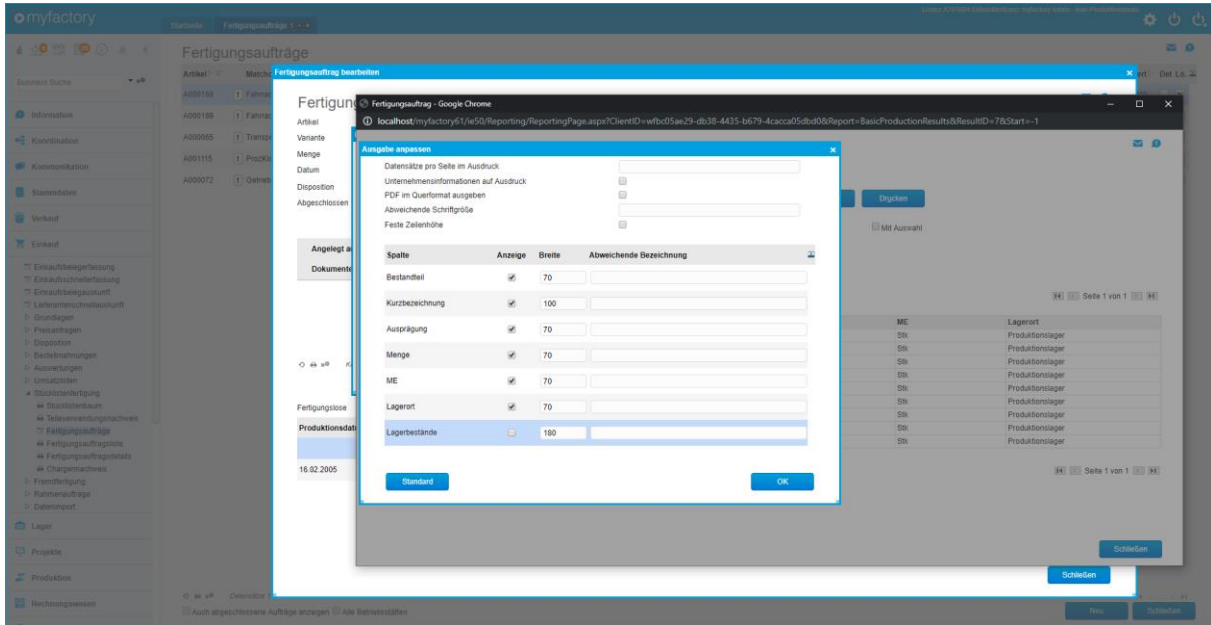 myfactory
Startseite
Fertigungsaufträge
Business Suche
Information
Koordination
Kommunikation
Stammdaten
Verkauf
Einkauf
Einkaufsbelegerfassung
Einkaufsschnellerfassung
Einkaufsbelegauskunft
Lieferantenschnellauskunft
Grundlagen
Preisanfragen
Disposition
Bestellmahnungen
Auswertungen
Umsatzlisten
Stücklistenfertigung
Stücklistenbaum
Teileverwendungsnachweis
Fertigungsaufträge
Fertigungsauftragsliste
Fertigungsauftragsdetails
Chargennachweis
Fremdfertigung
Rahmenaufträge
Datenimport
Lager
Projekte
Produktion
Rechnungswesen
Fertigungsaufträge
Artikel
A000189
A000065
A001115
A000072
Auch abgeschlossene Aufträge anzeigen
Alle Betriebsstätten
Neu
Schließen
Fertigungsauftrag bearbeiten
Artikel
Variante
Menge
Datum
Disposition
Abgeschlossen
Fertigungslose
16.02.2005
Schließen
Fertigungsauftrag - Google Chrome
localhost/myfactory61/ie50/Reporting/ReportingPage.aspx?ClientID=wfbc05ae29-db38-4435-b679-4cacca05dbd0&Report=BasicProductionResults&ResultID=7&Start=-1
Drucken
Mit Auswahl
Seite 1 von 1
ME Lagerort
Stk Produktionslager
Stk Produktionslager
Stk Produktionslager
Stk Produktionslager
Stk Produktionslager
Stk Produktionslager
Stk Produktionslager
Stk Produktionslager
Stk Produktionslager
Seite 1 von 1
Schließen
Ausgabe anpassen
Datensätze pro Seite im Ausdruck
Unternehmensinformationen auf Ausdruck
PDF im Querformat ausgeben
Abweichende Schriftgröße
Feste Zeilenhöhe
Spalte Anzeige Breite Abweichende Bezeichnung
Bestandteil 70
Kurzbezeichnung 100
Ausprägung 70
Menge 70
ME 70
Lagerort 70
Lagerbestände 180
Standard
OK